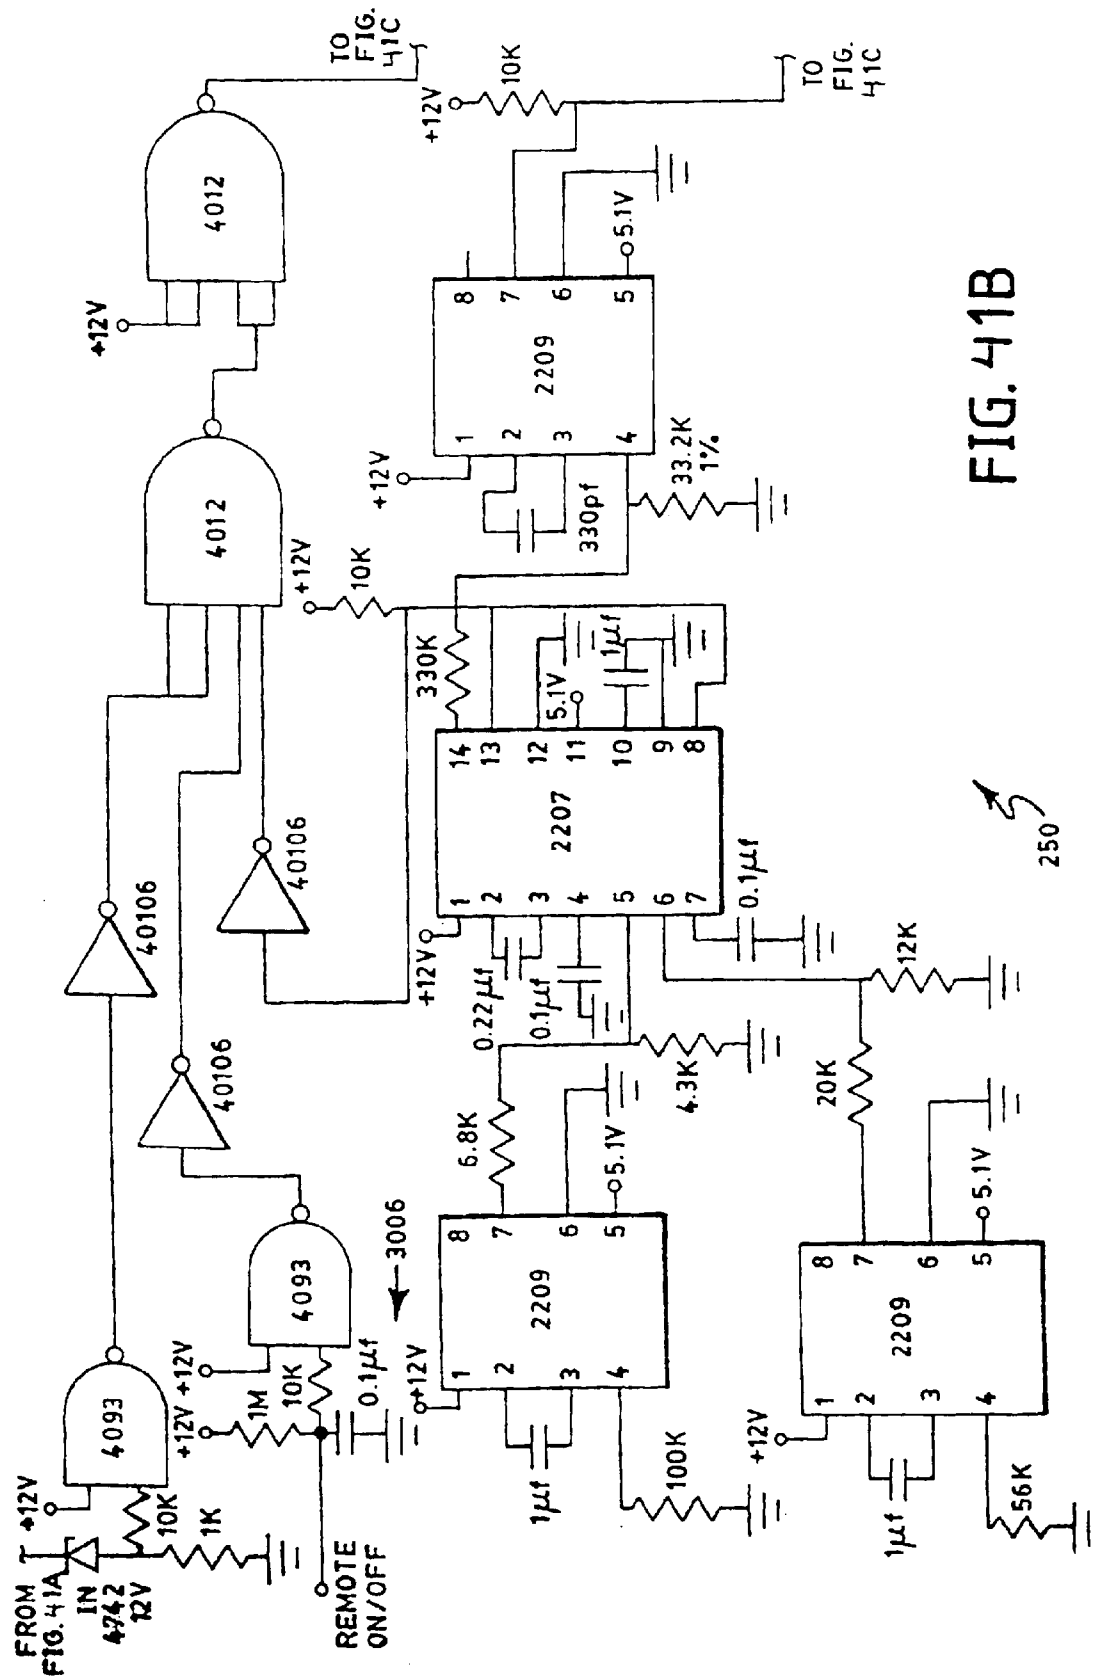 FROM
FIG. 41A
IN
4742
12V
+12V
4093
10K
1K
40106
4012
+12V
4012
TO
FIG.
41C
REMOTE
ON/OFF
+12V
1M
10K
0.1μf
+12V
4093
40106
40106
+12V
10K
3006
+12V
1
2
3
4
1μf
100K
2209
8
7
6
5
5.1V
6.8K
4.3K
+12V
0.22μf
0.1μf
1
2
3
4
5
6
7
0.1μf
2207
14
13
12
11
10
9
8
330K
5.1V
1μf
+12V
1
2
3
4
330pf
33.2K
1%
2209
8
7
6
5
5.1V
+12V
10K
TO
FIG.
41C
+12V
1
2
3
4
1μf
56K
2209
8
7
6
5
5.1V
20K
12K
250
FIG. 41B